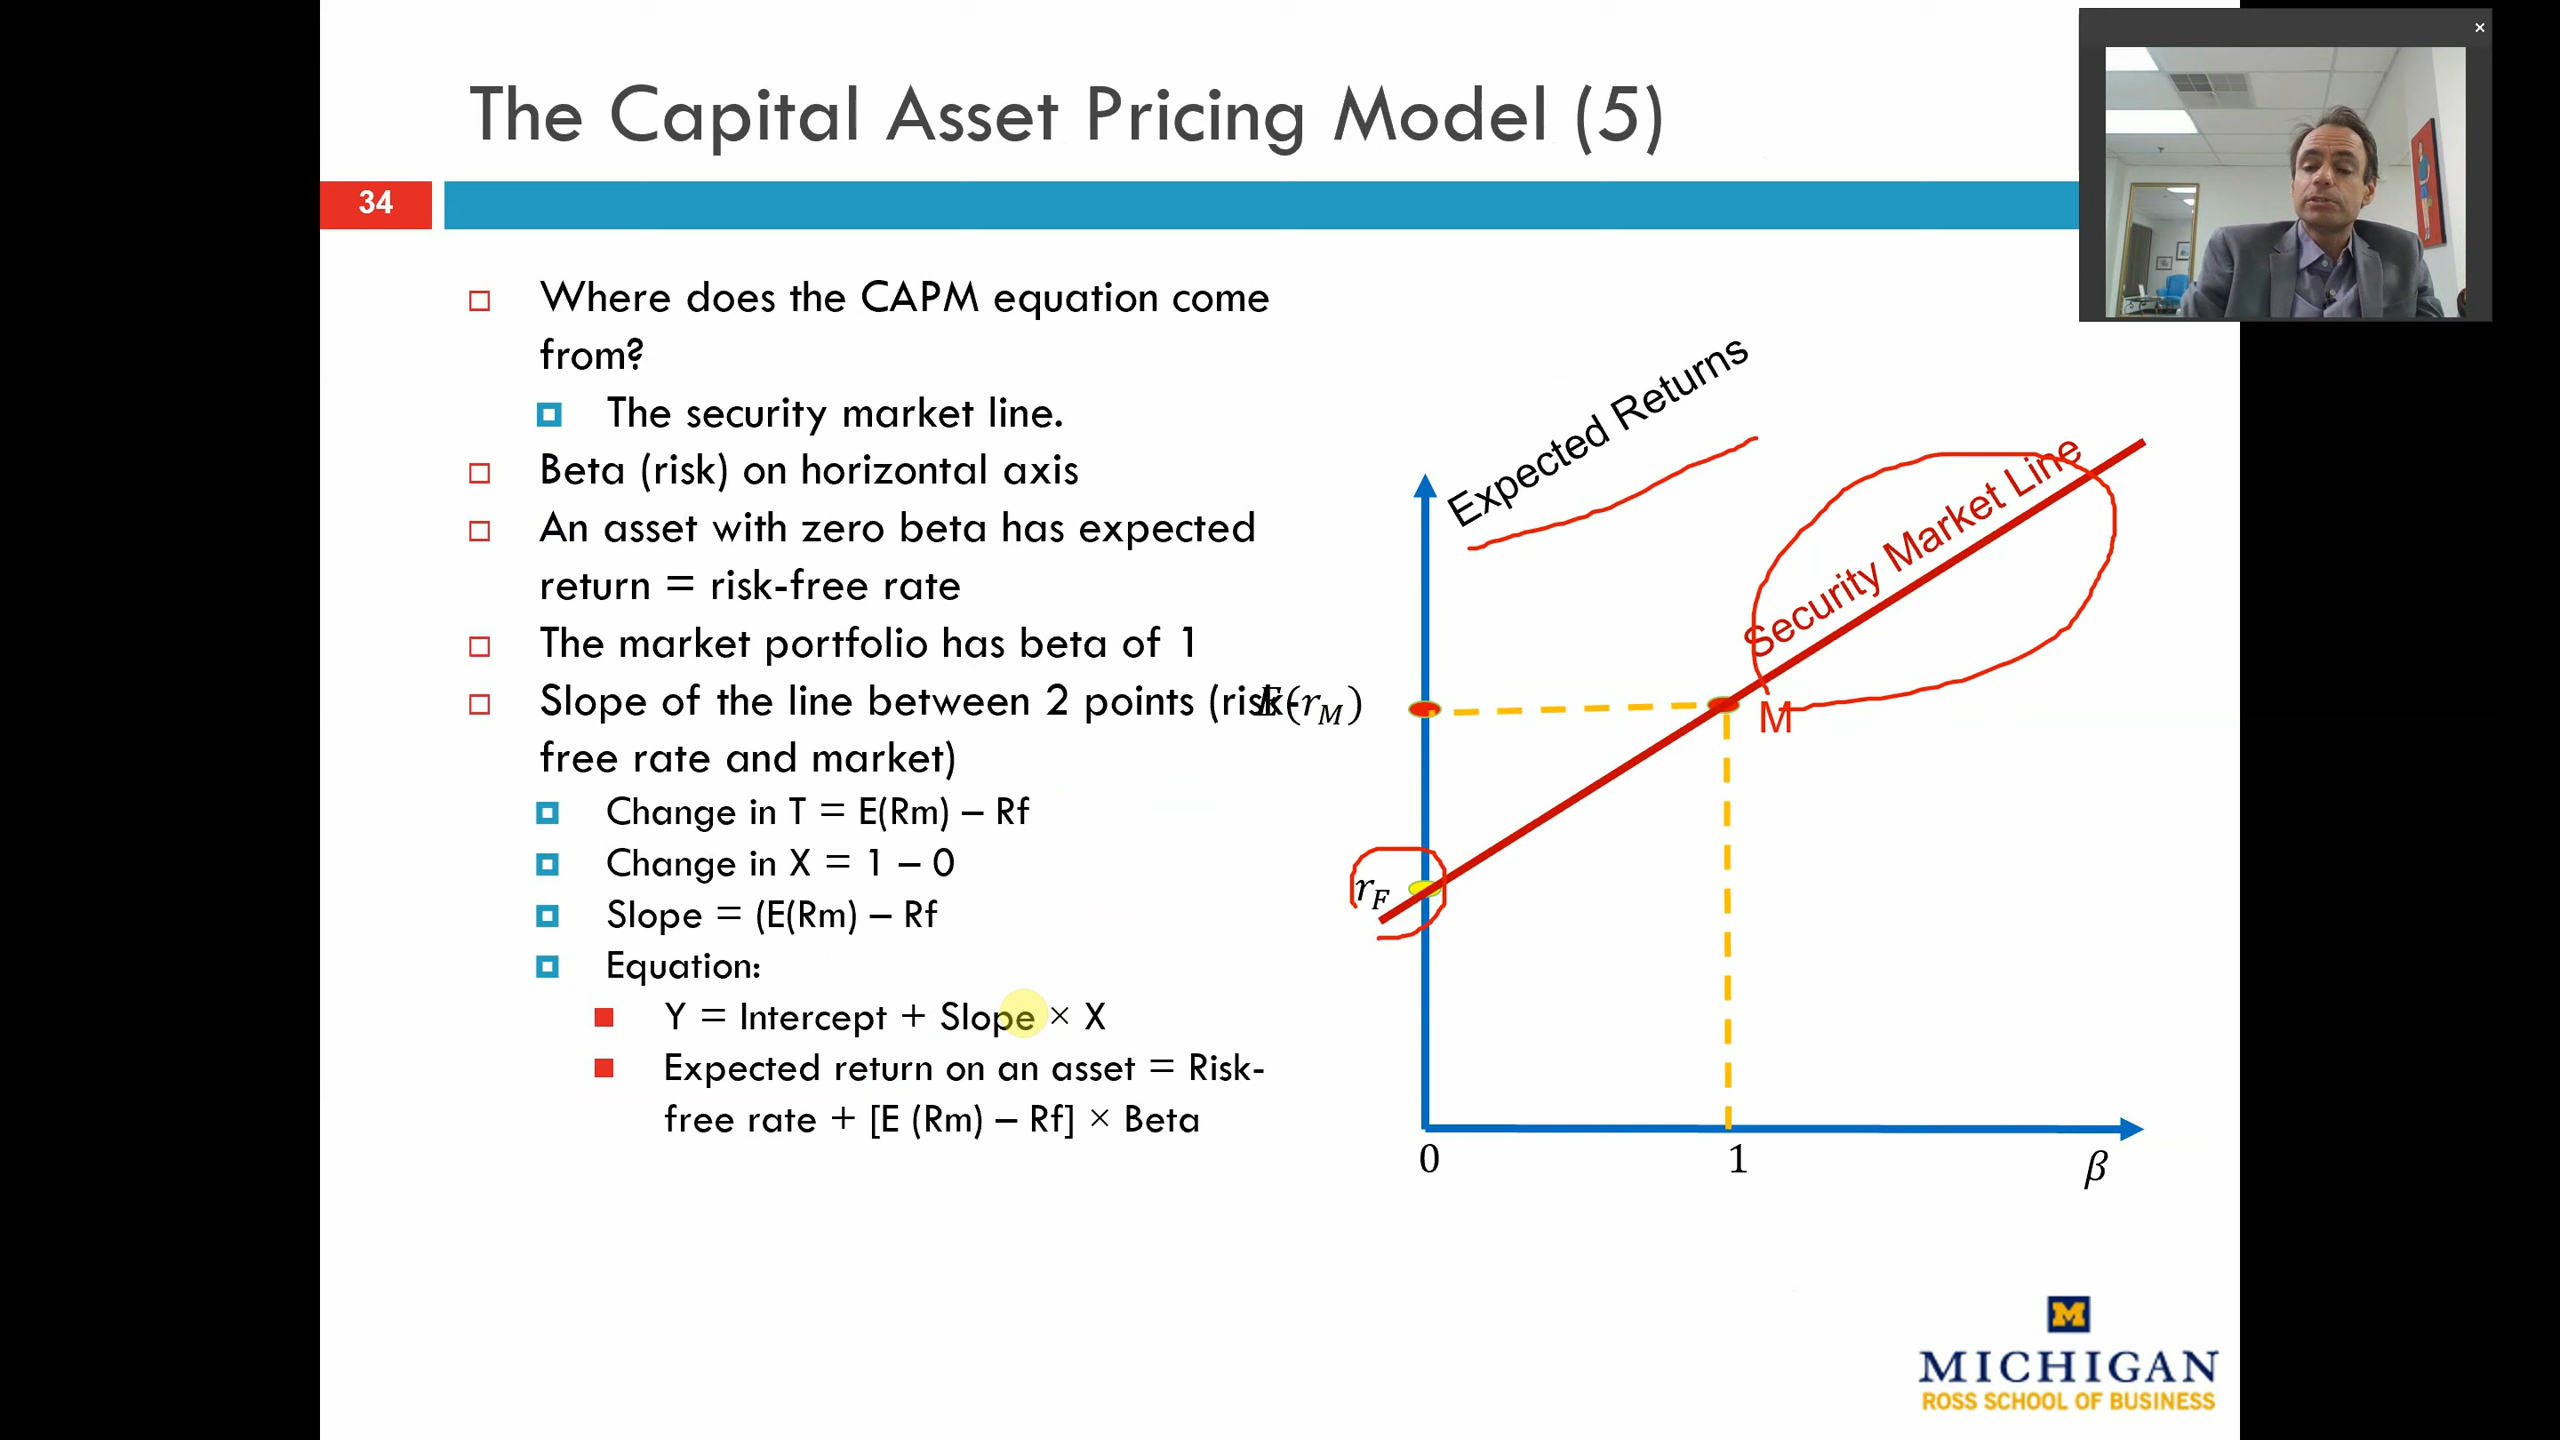 The Capital Asset Pricing Model (5)
34
Where does the CAPM equation come
from?
The security market line.
Beta (risk) on horizontal axis
An asset with zero beta has expected
return = risk-free rate
The market portfolio has beta of 1
Slope of the line between 2 points (risk-
free rate and market)
Change in T = E(Rm) – Rf
Change in X = 1 – 0
Slope = (E(Rm) – Rf
Equation:
Y = Intercept + Slope × X
Expected return on an asset = Risk-
free rate + [E (Rm) – Rf] × Beta
Expected Returns
Security Market Line
E(r_M)
M
r_F
0
1
β
M
MICHIGAN
ROSS SCHOOL OF BUSINESS